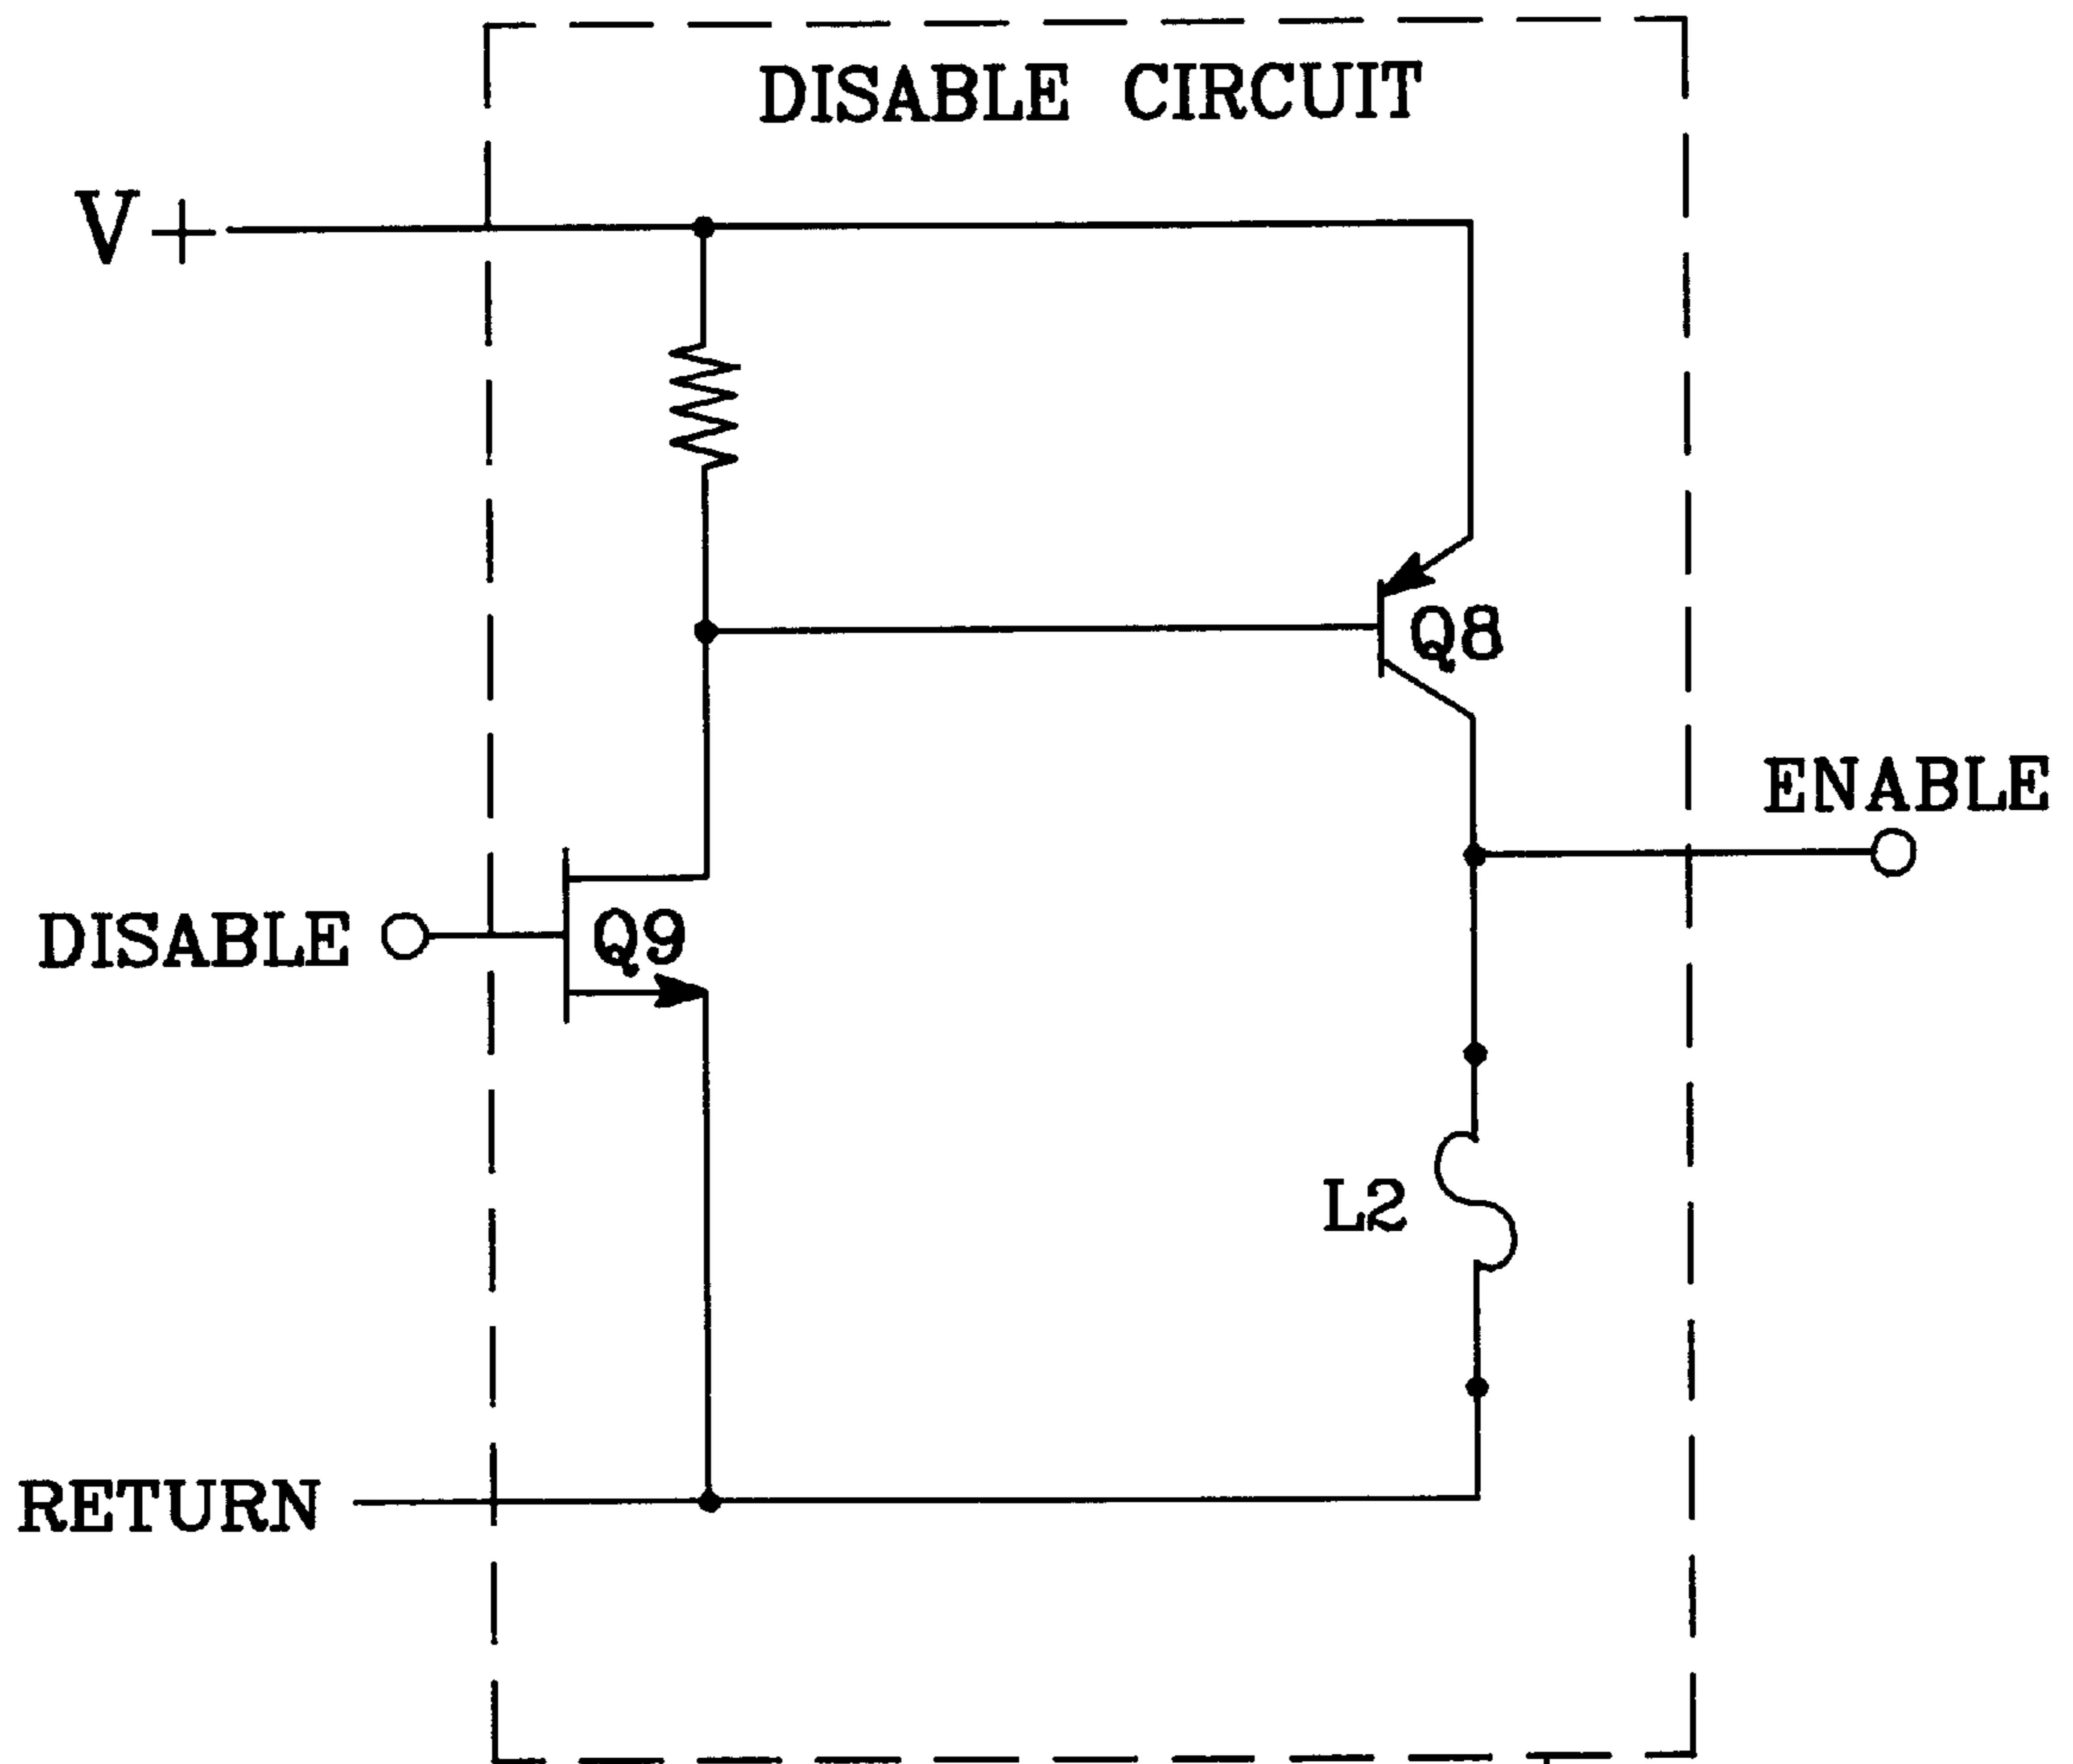 DISABLE CIRCUIT
V+
Q8
ENABLE
DISABLE
Q9
L2
RETURN